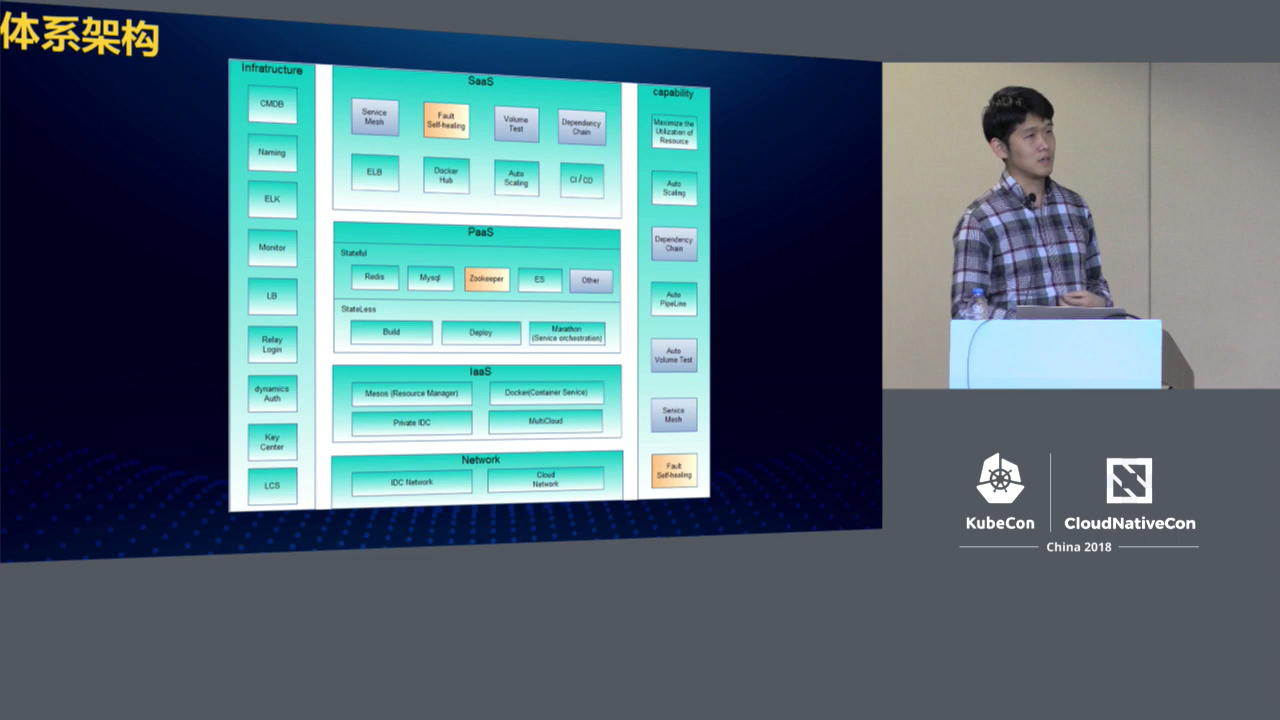 体系架构
Infratructure
CMDB
Naming
ELK
Monitor
LB
Relay
Login
dynamics
Auth
Key
Center
LCS
SaaS
Service
Mesh
Fault
Self-healing
Volume
Test
Dependency
Chain
ELB
Docker
Hub
Auto
Scaling
CI / CD
PaaS
Stateful
Redis
Mysql
Zookeeper
ES
Other
StateLess
Build
Deploy
Marathon
(Service orchestration)
IaaS
Mesos (Resource Manager)
Docker(Container Service)
Private IDC
MultiCloud
Network
IDC Network
Cloud
Network
capability
Maximize the
Utilization of
Resource
Auto
Scaling
Dependency
Chain
Auto
PipeLine
Auto
Volume Test
Service
Mesh
Fault
Self-healing
KubeCon
CloudNativeCon
China 2018